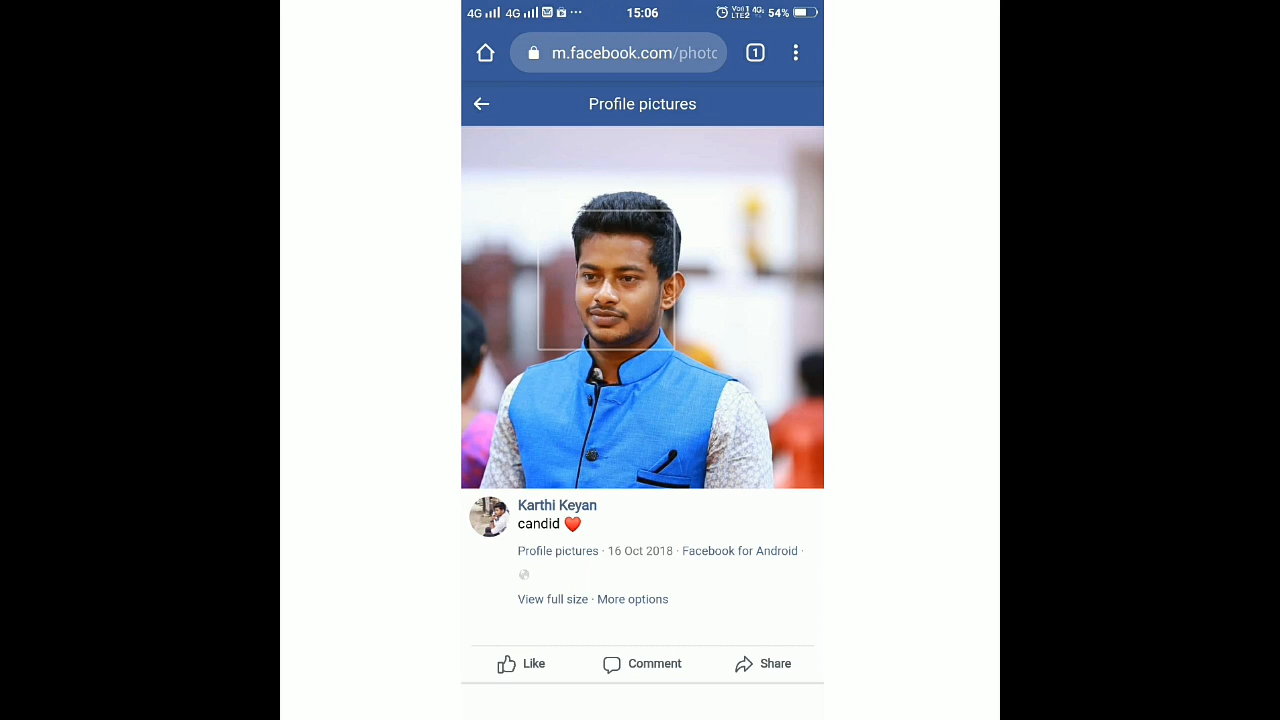 4G 4G ... 15:06 54%
m.facebook.com/photo
1
Profile pictures
Karthi Keyan
candid ❤️
Profile pictures · 16 Oct 2018 · Facebook for Android ·
View full size · More options
Like Comment Share